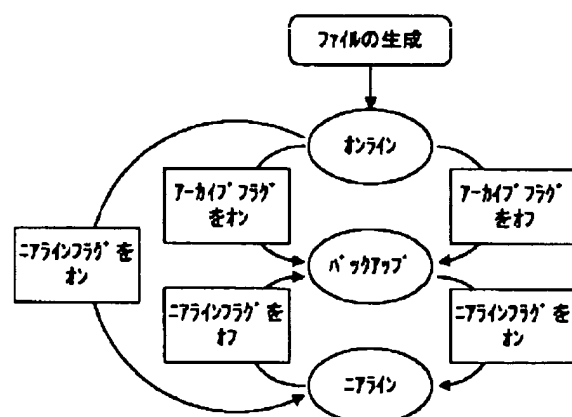 ファイルの生成
オンライン
アーカイブフラグ
をオン
アーカイブフラグ
をオフ
ニアラインフラグを
オン
バックアップ
ニアラインフラグを
オフ
ニアラインフラグを
オン
ニアライン